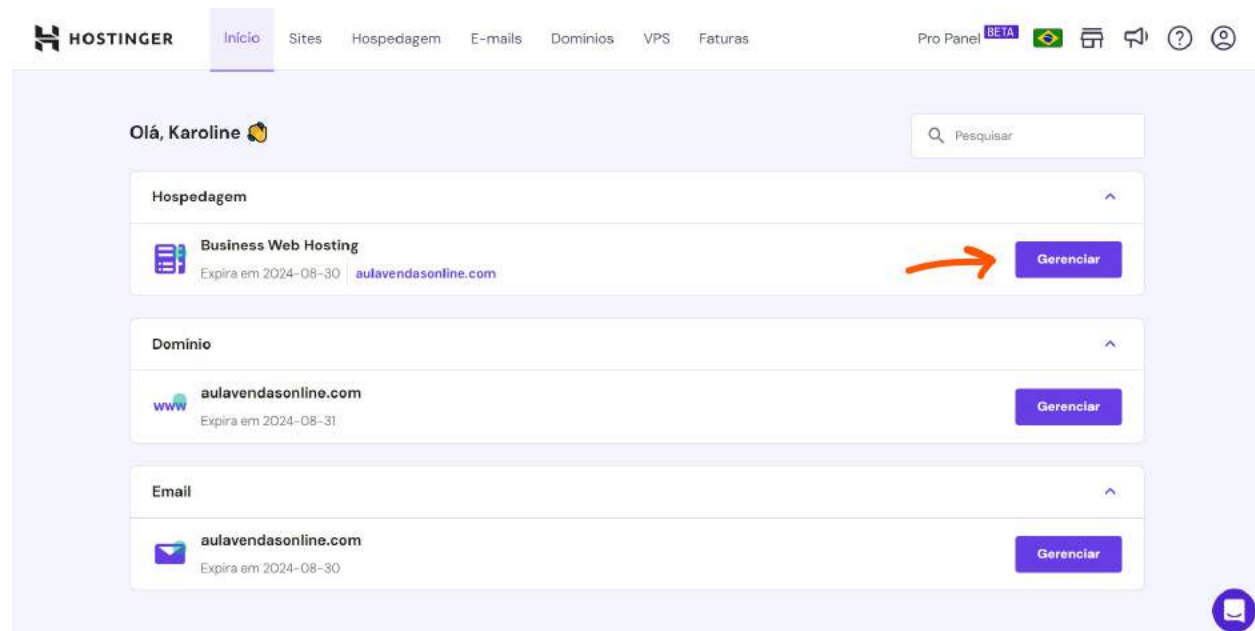 HOSTINGER Início Sites Hospedagem E-mails Domínios VPS Faturas Pro Panel BETA
Olá, Karoline
Pesquisar
Hospedagem
Business Web Hosting
Gerenciar
Expira em 2024-08-30 aulavendasonline.com
Domínio
aulavendasonline.com
Gerenciar
Expira em 2024-08-31
Email
aulavendasonline.com
Gerenciar
Expira em 2024-08-30